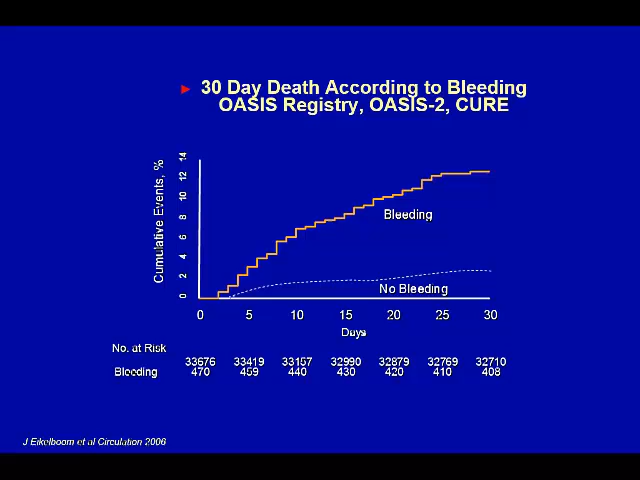 ► 30 Day Death According to Bleeding
OASIS Registry, OASIS-2, CURE
Cumulative Events, %
14
12
10
8
6
4
2
0
Bleeding
No Bleeding
0 5 10 15 20 25 30
Days
No. at Risk
33676 33419 33157 32990 32879 32769 32710
Bleeding 470 459 440 430 420 410 408
J Eikelboom et al Circulation 2006